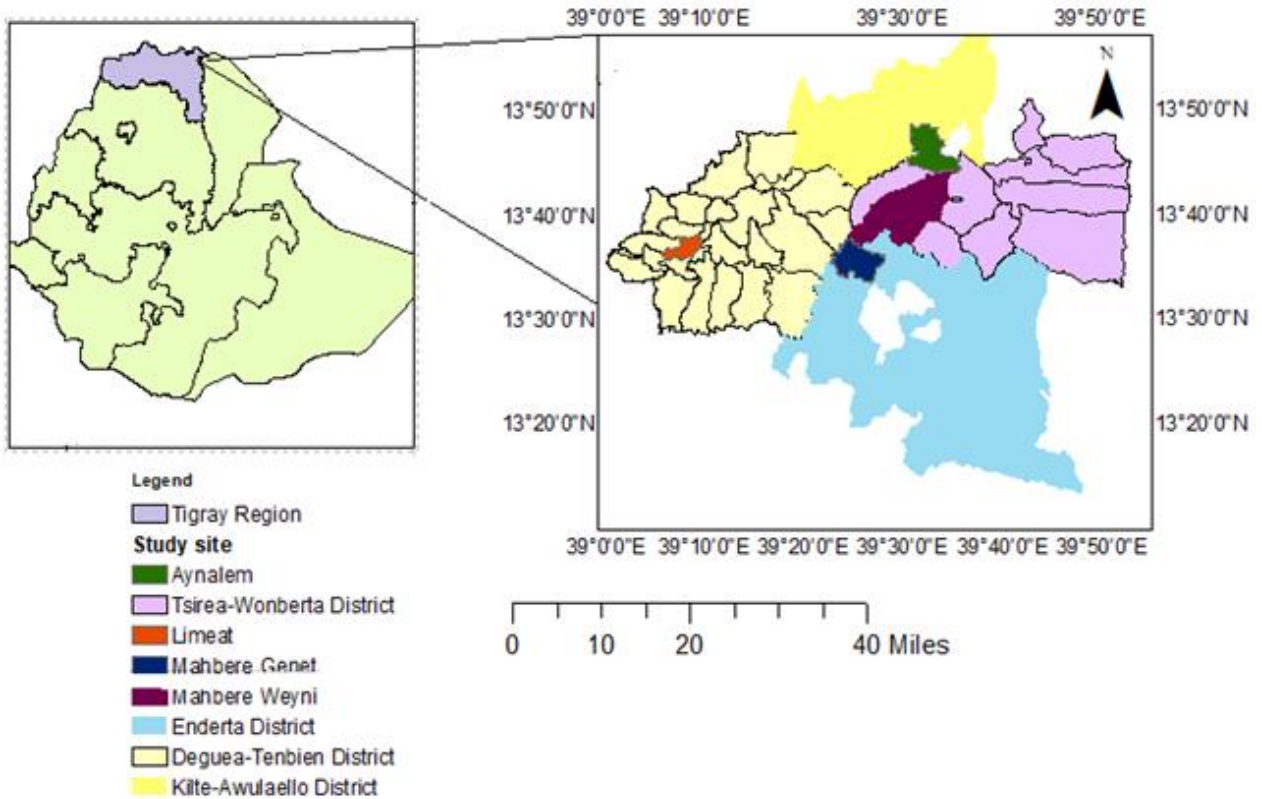 39°0'0"E 39°10'0"E 39°30'0"E 39°50'0"E
N
13°50'0"N 13°50'0"N
13°40'0"N 13°40'0"N
13°30'0"N 13°30'0"N
13°20'0"N 13°20'0"N
39°0'0"E 39°10'0"E 39°20'0"E 39°30'0"E 39°40'0"E 39°50'0"E
0 10 20 40 Miles
Legend
Tigray Region
Study site
Aynalem
Tsirea-Wonberta District
Limeat
Mahbere Genet
Mahbere Weyni
Enderta District
Deguea-Tenbien District
Kilte-Awulaello District